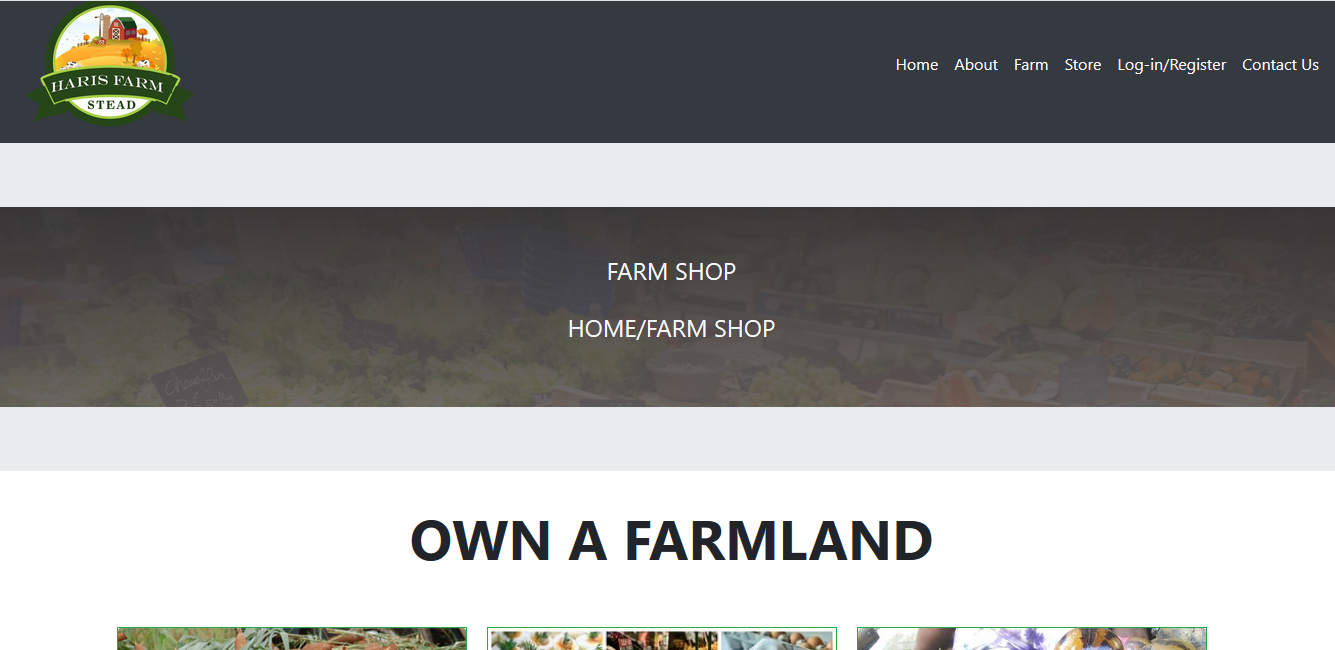 HARIS FARM
STEAD
Home About Farm Store Log-in/Register Contact Us
FARM SHOP
HOME/FARM SHOP
OWN A FARMLAND